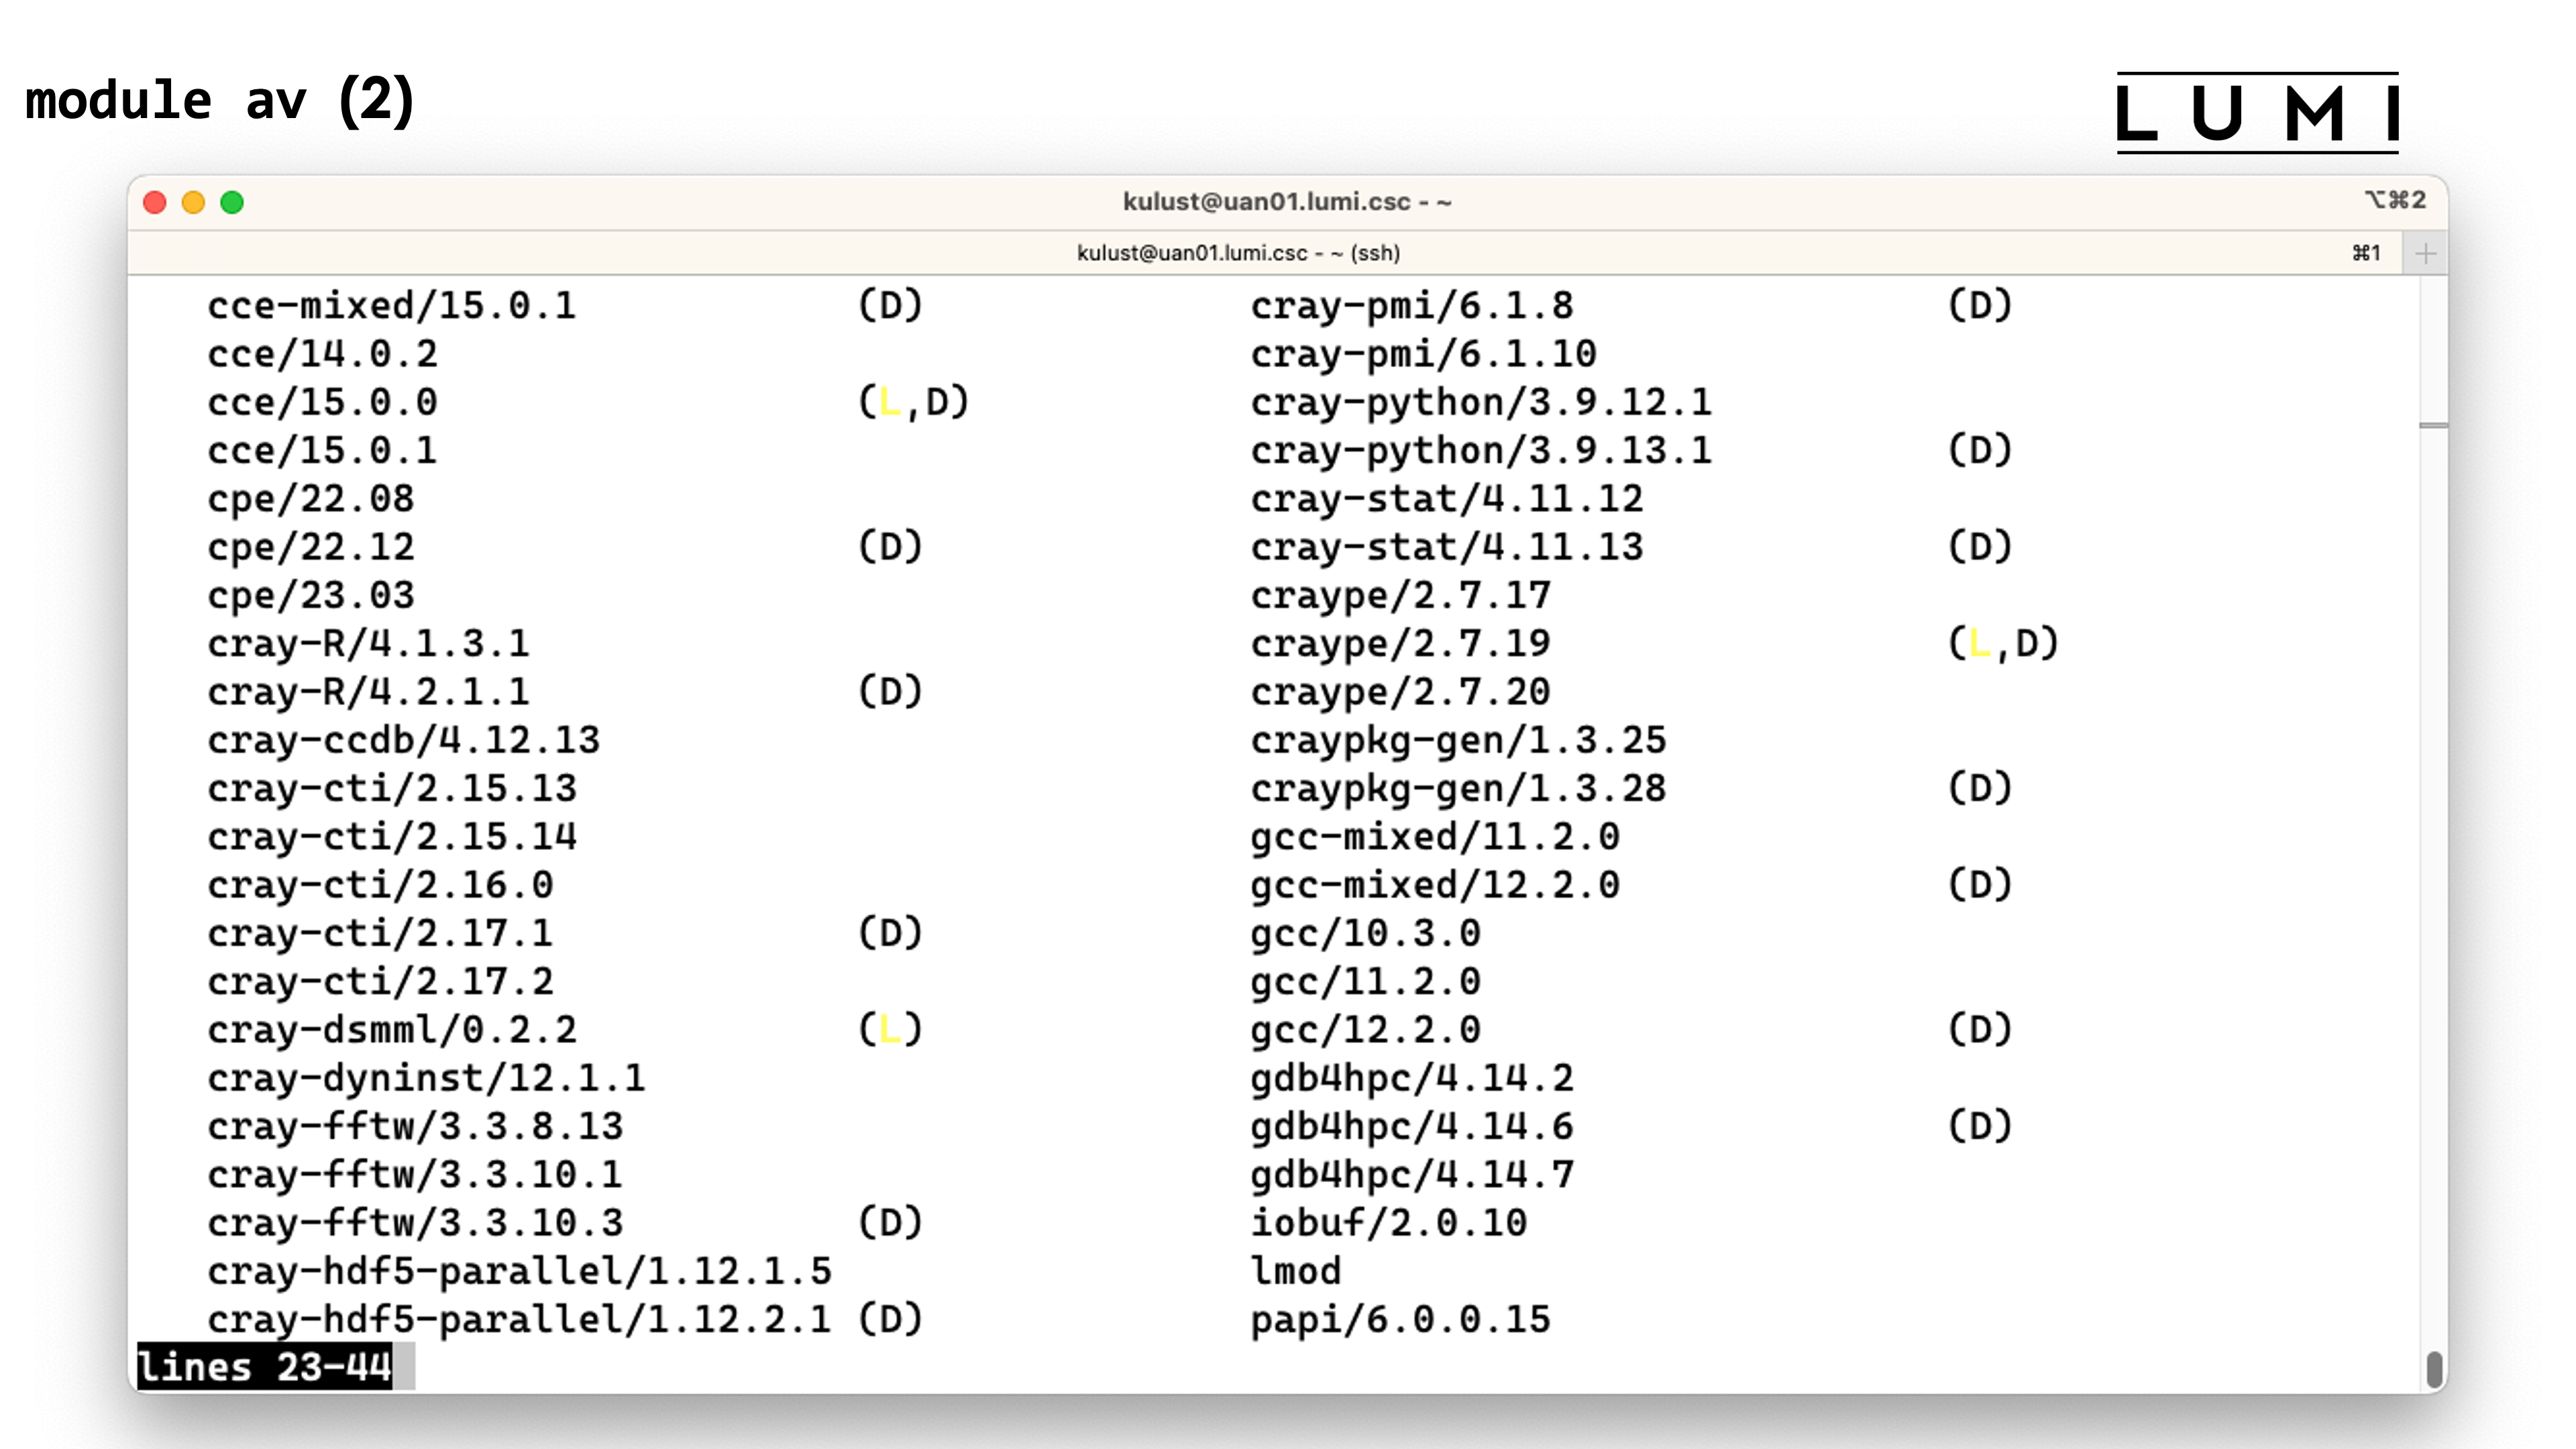 module av (2)
LUMI
kulust@uan01.lumi.csc - ~
⌥⌘2
kulust@uan01.lumi.csc - ~ (ssh)
⌘1
+
cce-mixed/15.0.1 (D) cray-pmi/6.1.8 (D)
cce/14.0.2 cray-pmi/6.1.10
cce/15.0.0 (L,D) cray-python/3.9.12.1
cce/15.0.1 cray-python/3.9.13.1 (D)
cpe/22.08 cray-stat/4.11.12
cpe/22.12 (D) cray-stat/4.11.13 (D)
cpe/23.03 craype/2.7.17
cray-R/4.1.3.1 craype/2.7.19 (L,D)
cray-R/4.2.1.1 (D) craype/2.7.20
cray-ccdb/4.12.13 craypkg-gen/1.3.25
cray-cti/2.15.13 craypkg-gen/1.3.28 (D)
cray-cti/2.15.14 gcc-mixed/11.2.0
cray-cti/2.16.0 gcc-mixed/12.2.0 (D)
cray-cti/2.17.1 (D) gcc/10.3.0
cray-cti/2.17.2 gcc/11.2.0
cray-dsmml/0.2.2 (L) gcc/12.2.0 (D)
cray-dyninst/12.1.1 gdb4hpc/4.14.2
cray-fftw/3.3.8.13 gdb4hpc/4.14.6 (D)
cray-fftw/3.3.10.1 gdb4hpc/4.14.7
cray-fftw/3.3.10.3 (D) iobuf/2.0.10
cray-hdf5-parallel/1.12.1.5 lmod
cray-hdf5-parallel/1.12.2.1 (D) papi/6.0.0.15
lines 23-44